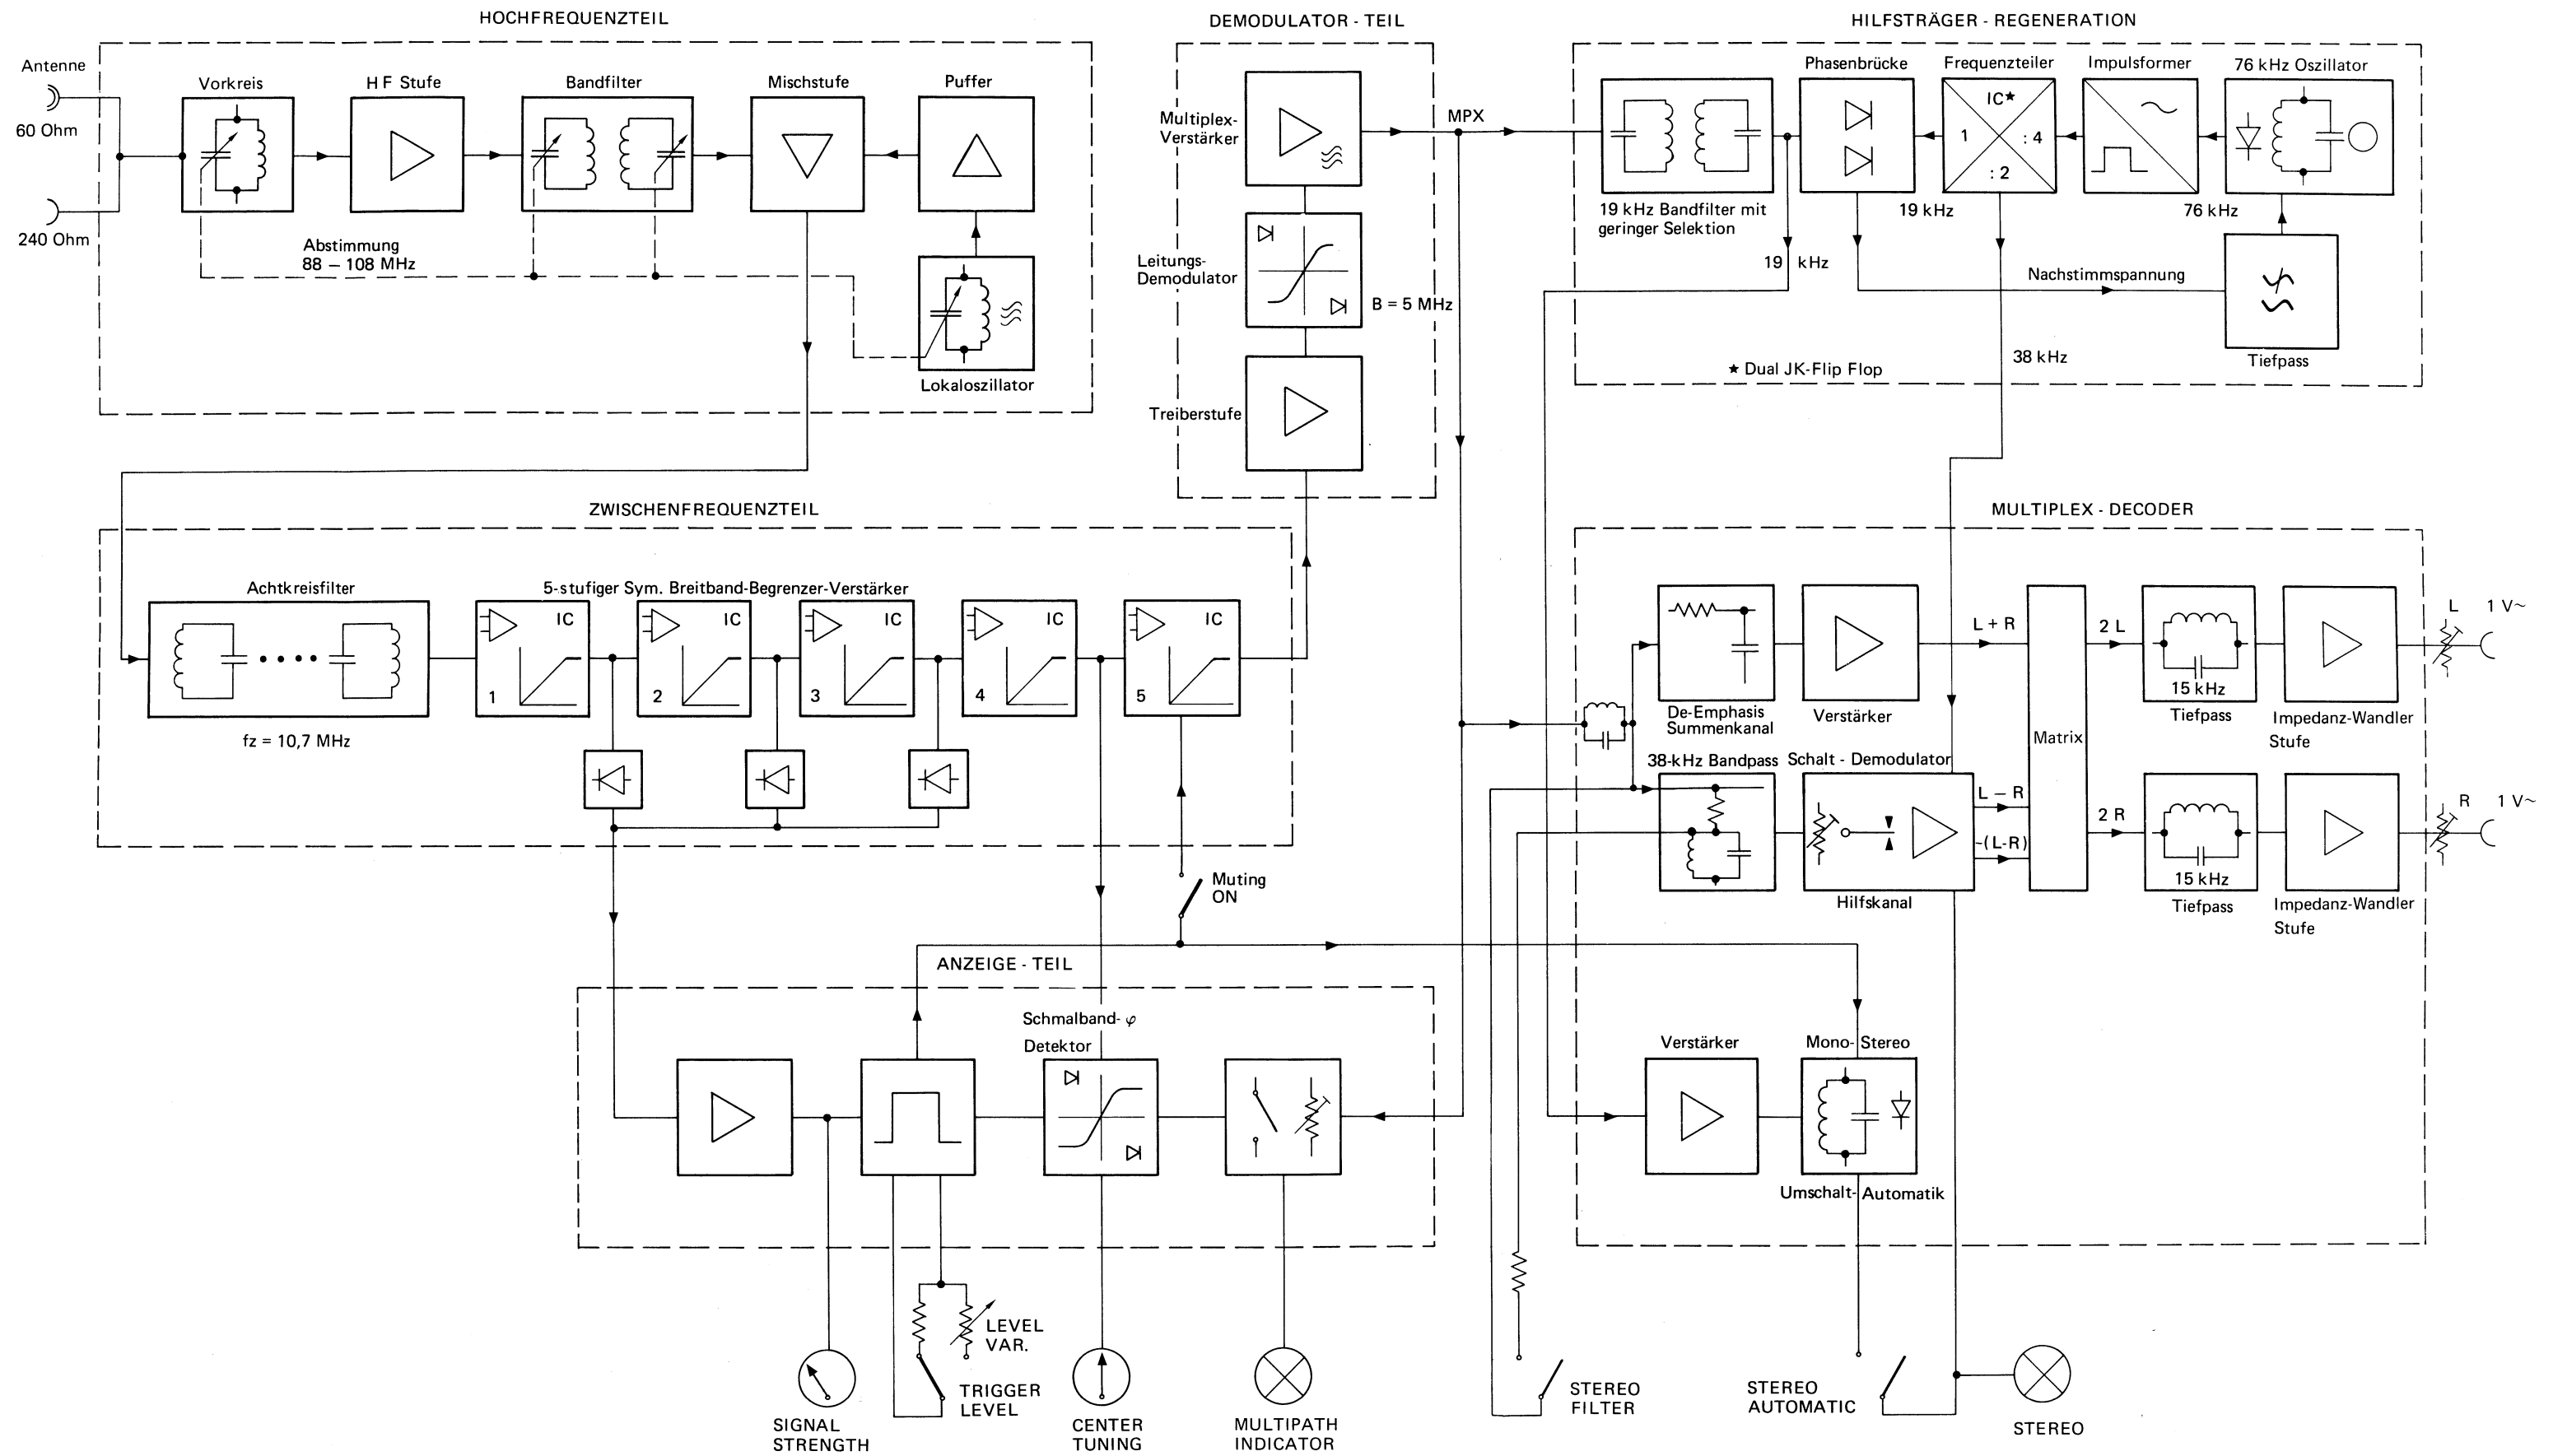 HOCHFREQUENZTEIL
Antenne
60 Ohm
240 Ohm
Vorkreis
HF Stufe
Bandfilter
Mischstufe
Puffer
Abstimmung
88 – 108 MHz
Lokaloszillator
DEMODULATOR - TEIL
Multiplex-
Verstärker
Leitungs-
Demodulator
B = 5 MHz
Treiberstufe
MPX
HILFSTRÄGER - REGENERATION
Phasenbrücke
Frequenzteiler
Impulsformer
76 kHz Oszillator
IC★
1
: 4
: 2
19 kHz Bandfilter mit
geringer Selektion
19 kHz
76 kHz
19 kHz
Nachstimmspannung
38 kHz
Tiefpass
★ Dual JK-Flip Flop
ZWISCHENFREQUENZTEIL
Achtkreisfilter
5-stufiger Sym. Breitband-Begrenzer-Verstärker
IC
1
IC
2
IC
3
IC
4
IC
5
fz = 10,7 MHz
Muting
ON
MULTIPLEX - DECODER
De-Emphasis
Summenkanal
Verstärker
L + R
Matrix
2 L
15 kHz
Tiefpass
Impedanz-Wandler
Stufe
L
1 V~
38-kHz Bandpass
Schalt - Demodulator
L – R
-(L-R)
Hilfskanal
2 R
15 kHz
Tiefpass
Impedanz-Wandler
Stufe
R
1 V~
Verstärker
Mono-Stereo
Umschalt-Automatik
ANZEIGE - TEIL
Schmalband- φ
Detektor
SIGNAL
STRENGTH
LEVEL
VAR.
TRIGGER
LEVEL
CENTER
TUNING
MULTIPATH
INDICATOR
STEREO
FILTER
STEREO
AUTOMATIC
STEREO